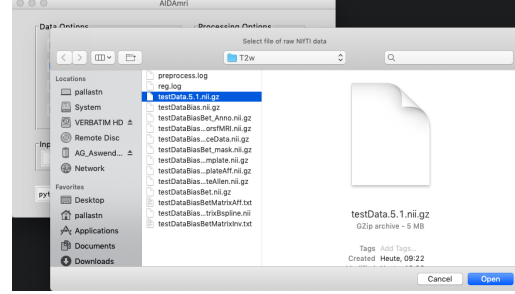 AIDAmri
Data Options
Processing Options
Select file of raw NIfTI data
T2w
Locations
pallastn
System
VERBATIM HD
Remote Disc
AG_Aswend...
Network
Favorites
Desktop
pallastn
Applications
Documents
Downloads
Inp
pyt
preprocess.log
reg.log
testData.5.1.nii.gz
testDataBias.nii.gz
testDataBiasBet_Anno.nii.gz
testDataBias...orsfMRI.nii.gz
testDataBias...ceData.nii.gz
testDataBiasBet_mask.nii.gz
testDataBias...mplate.nii.gz
testDataBias...plateAff.nii.gz
testDataBias...teAllen.nii.gz
testDataBiasBet.nii.gz
testDataBiasBetMatrixAff.txt
testDataBias...trixBspline.nii
testDataBiasBetMatrixInv.txt
testData.5.1.nii.gz
GZip archive - 5 MB
Tags Add Tags...
Created Heute, 09:22
Cancel
Open